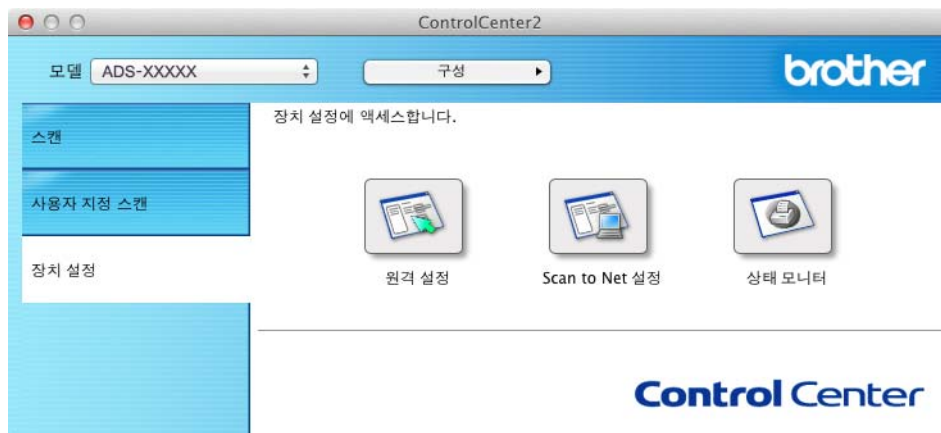 ControlCenter2
모델 ADS-XXXXX 구성 brother
스캔
사용자 지정 스캔
장치 설정
장치 설정에 액세스합니다.
원격 설정 Scan to Net 설정 상태 모니터
Control Center